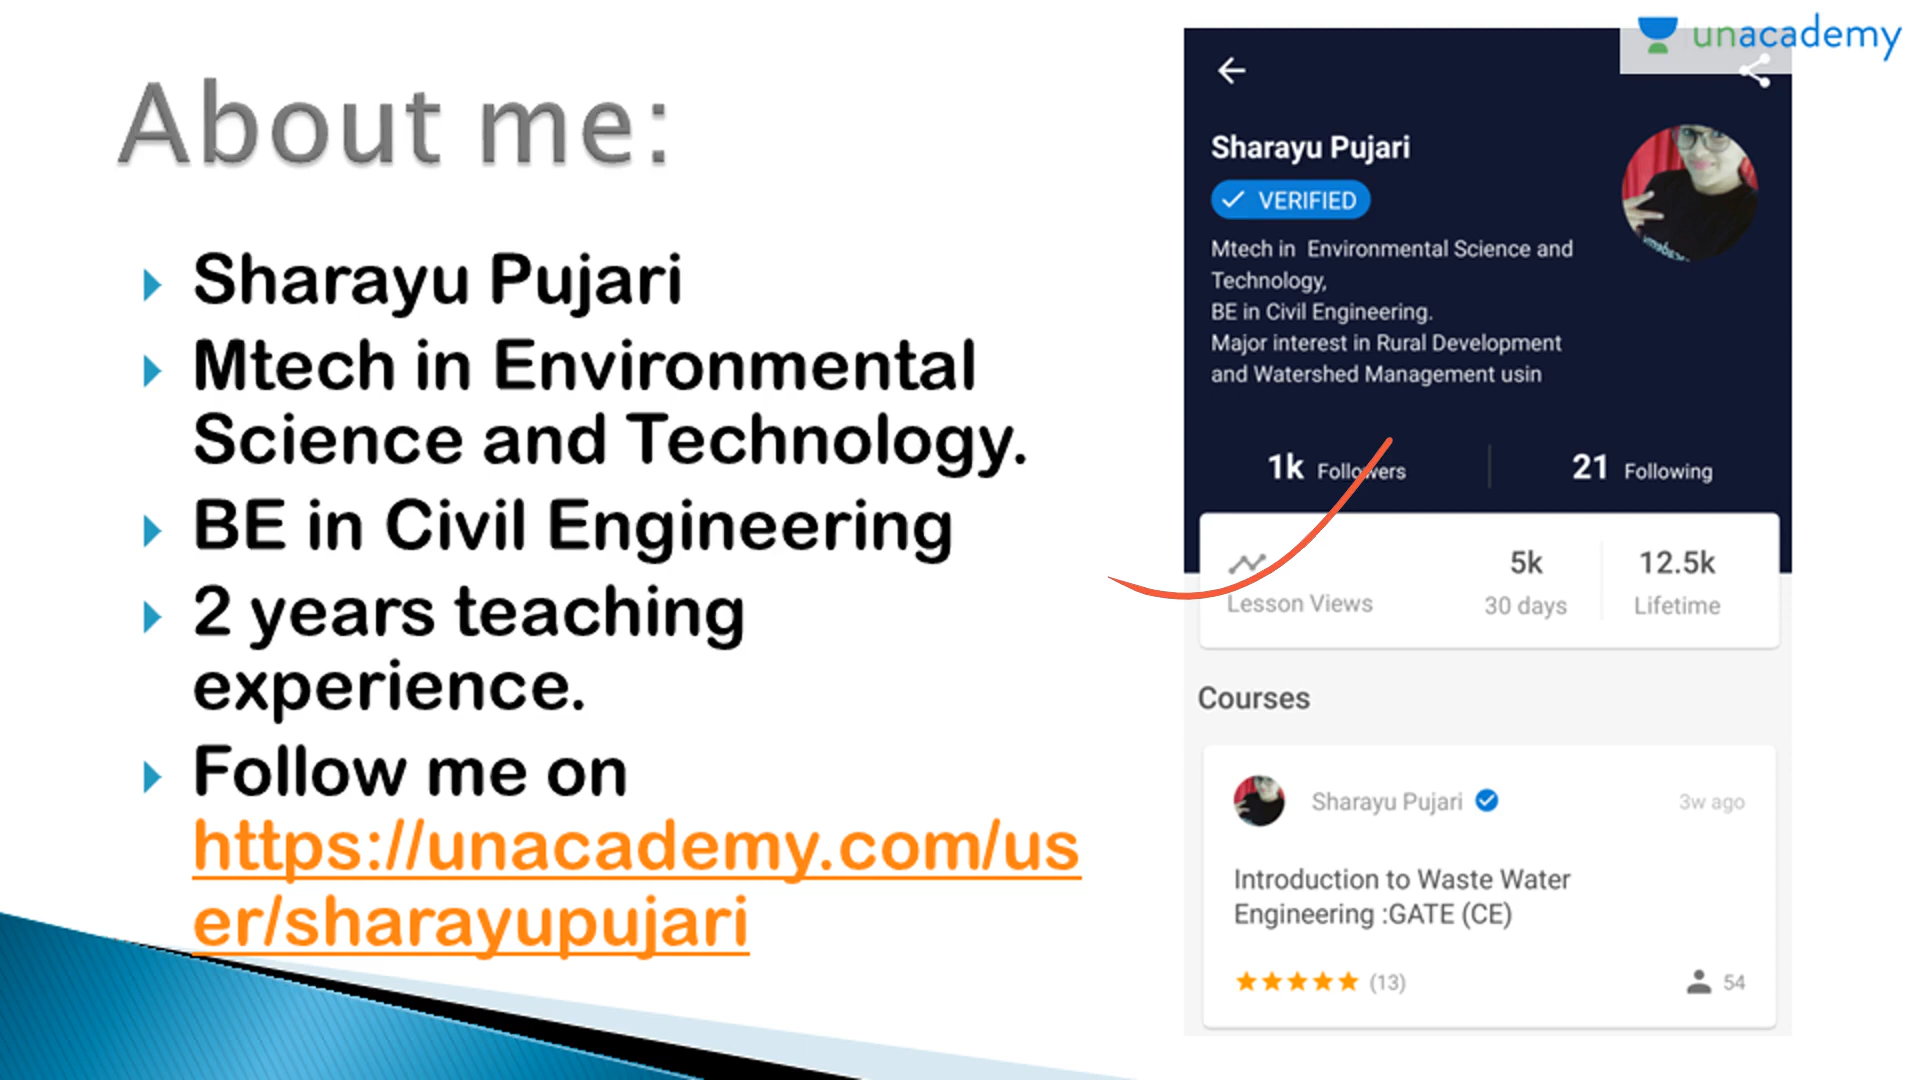 unacademy
About me:
Sharayu Pujari
Mtech in Environmental
Science and Technology.
BE in Civil Engineering
2 years teaching
experience.
Follow me on
https://unacademy.com/us
er/sharayupujari
Sharayu Pujari
VERIFIED
Mtech in Environmental Science and
Technology,
BE in Civil Engineering.
Major interest in Rural Development
and Watershed Management usin
1k Followers 21 Following
5k 12.5k
Lesson Views 30 days Lifetime
Courses
Sharayu Pujari 3w ago
Introduction to Waste Water
Engineering :GATE (CE)
(13) 54